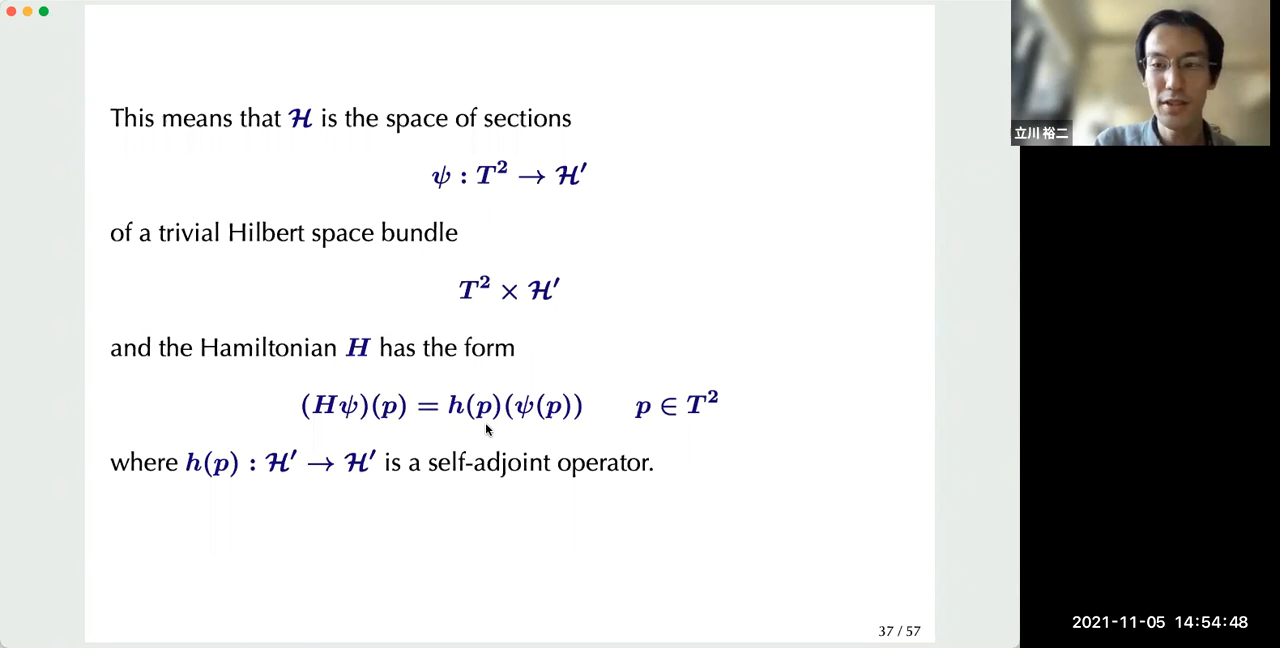 This means that ℋ is the space of sections
ψ : T² → ℋ′
of a trivial Hilbert space bundle
T² × ℋ′
and the Hamiltonian H has the form
(Hψ)(p) = h(p)(ψ(p)) p ∈ T²
where h(p) : ℋ′ → ℋ′ is a self-adjoint operator.
37 / 57
立川 裕二
2021-11-05 14:54:48